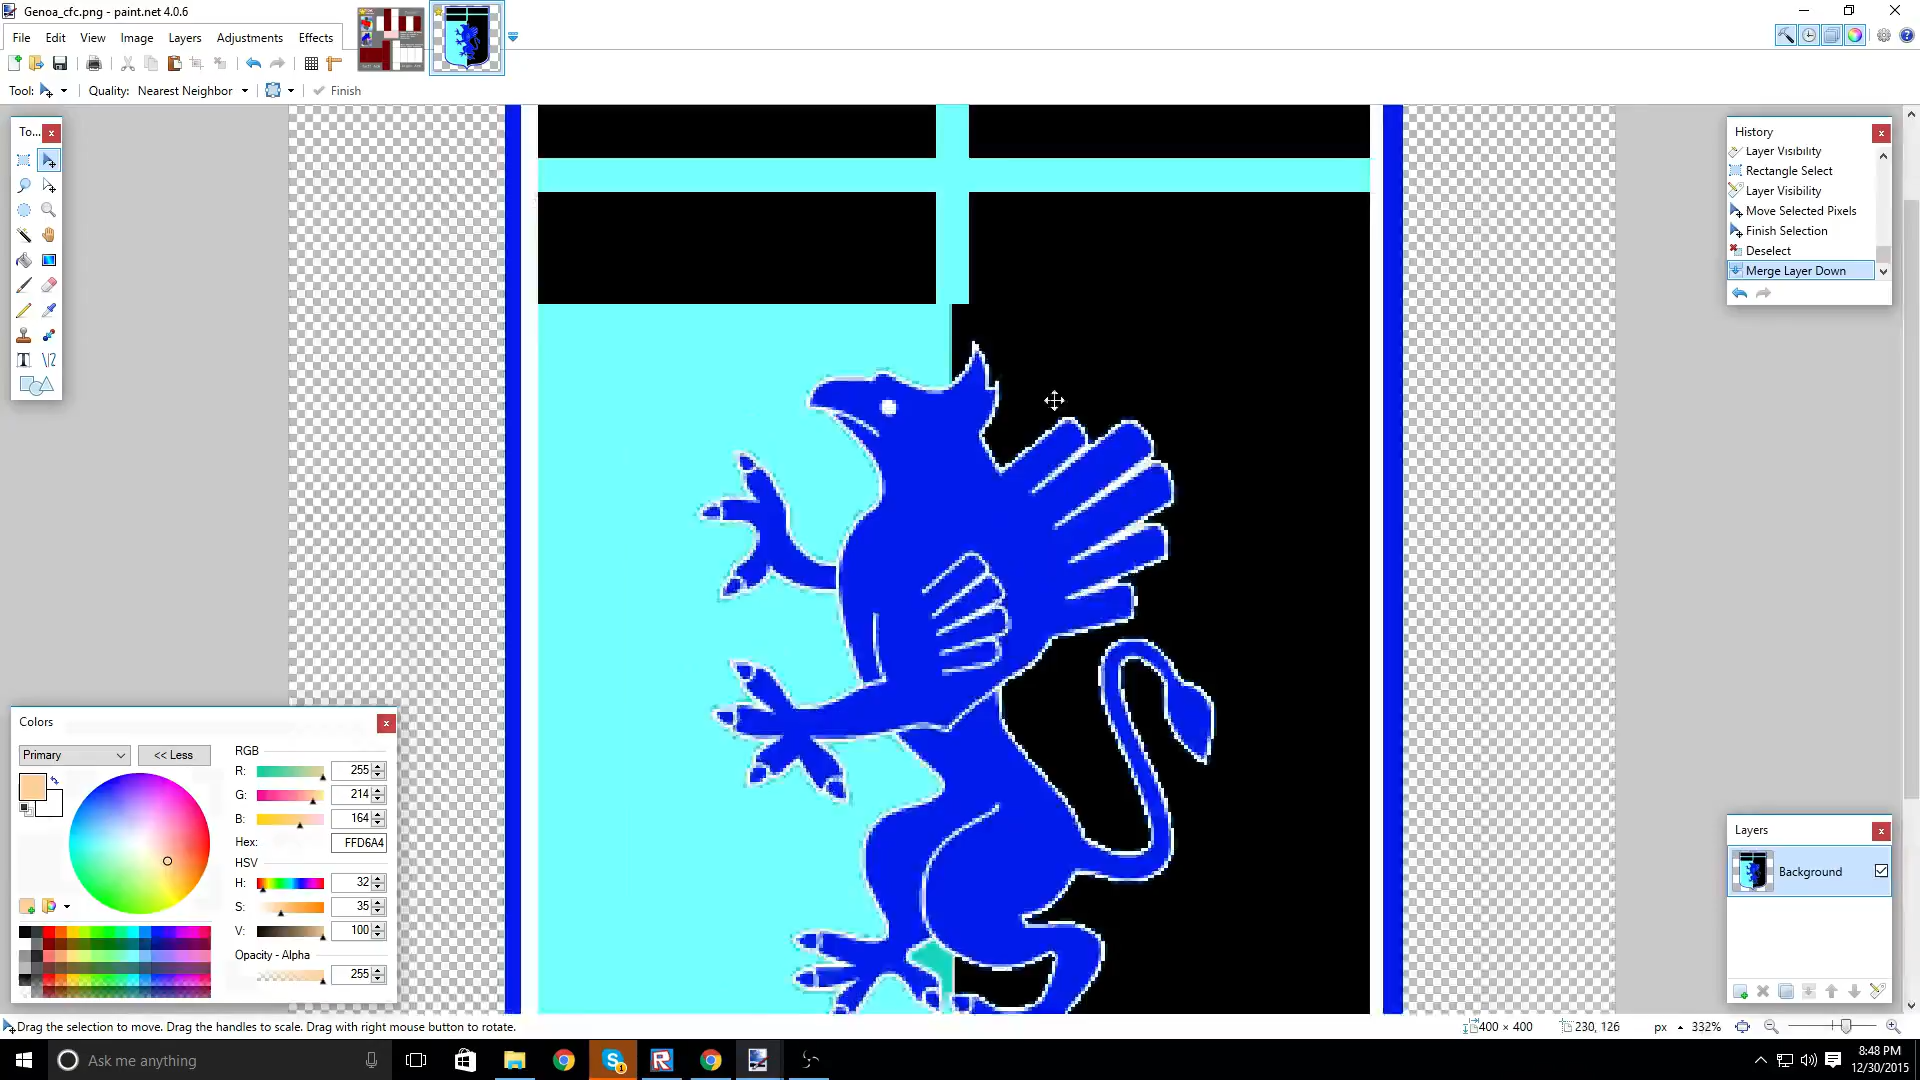 Genoa_cfc.png - paint.net 4.0.6
File Edit View Image Layers Adjustments Effects
Tool: Quality: Nearest Neighbor Finish
To...
History
Layer Visibility
Rectangle Select
Layer Visibility
Move Selected Pixels
Finish Selection
Deselect
Merge Layer Down
Colors
Primary
<< Less
RGB
R: 255
G: 214
B: 164
Hex: FFD6A4
HSV
H: 32
S: 35
V: 100
Opacity - Alpha
255
Layers
Background
Drag the selection to move. Drag the handles to scale. Drag with right mouse button to rotate.
400 × 400
230, 126
px
332%
Ask me anything
8:48 PM
12/30/2015